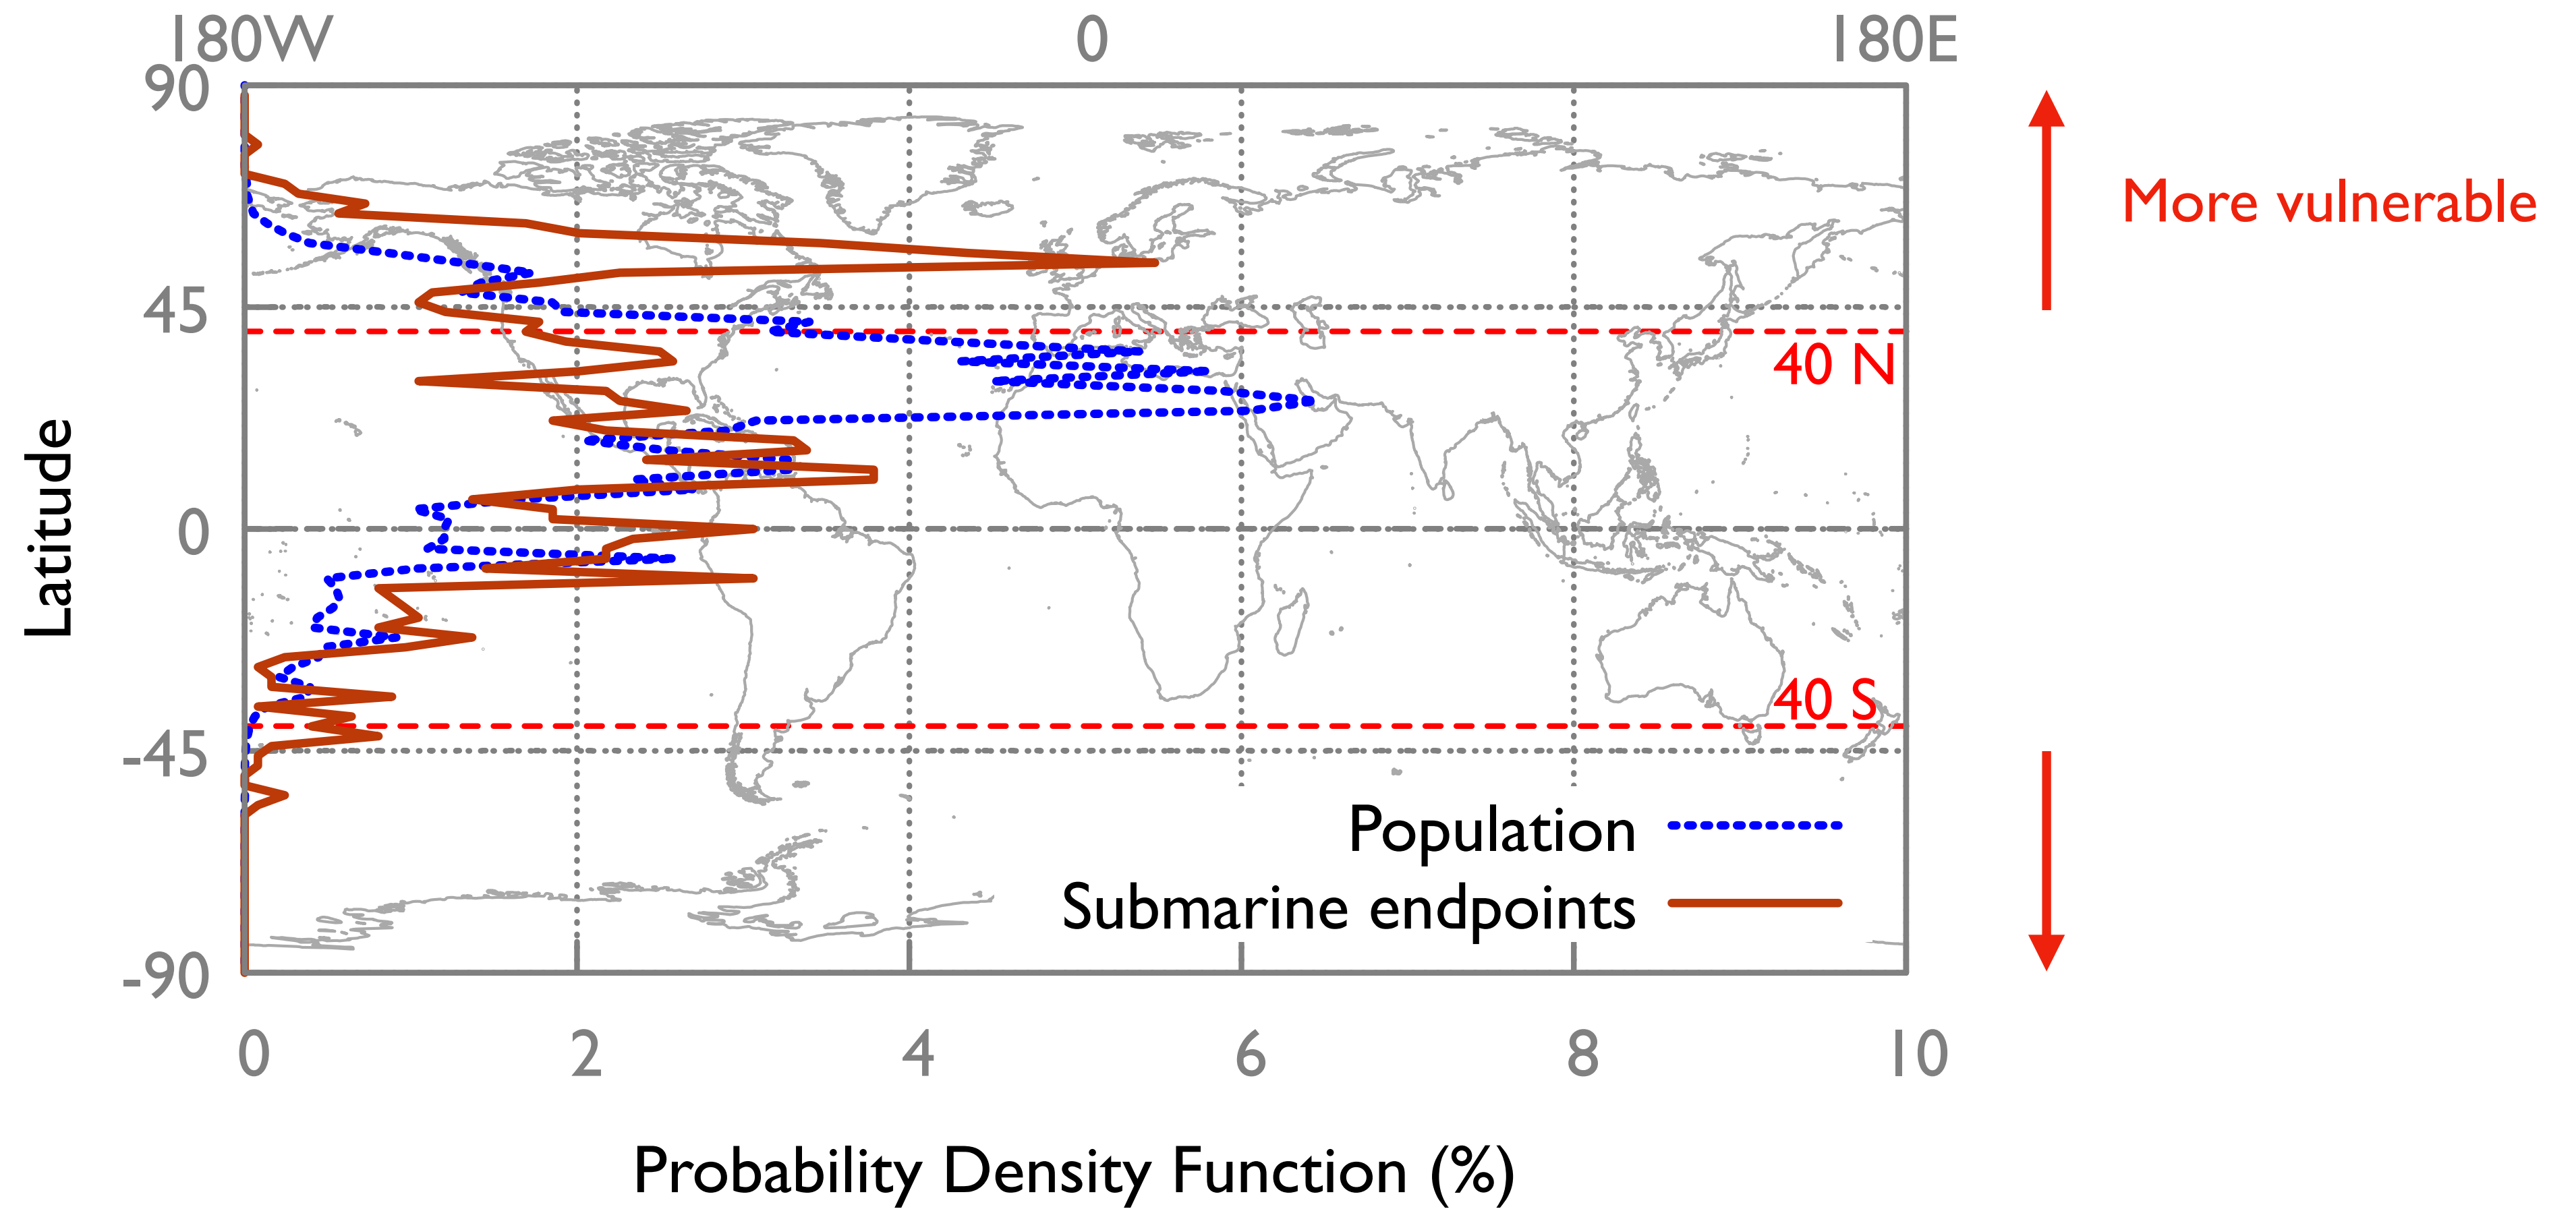 180W 0 180E
90
45
0
-45
-90
Latitude
More vulnerable
40 N
40 S
Population
Submarine endpoints
0 2 4 6 8 10
Probability Density Function (%)